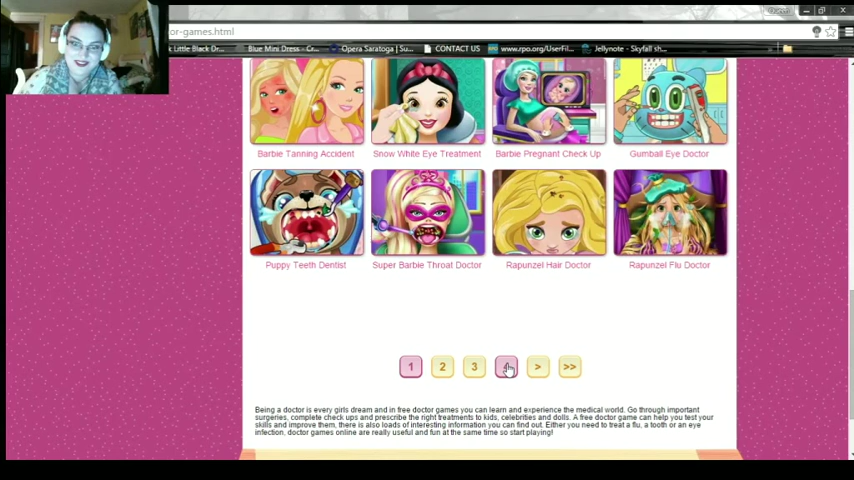 tor-games.html
k Little Black Dr...
Blue Mini Dress - Cr...
Opera Saratoga | Su...
CONTACT US
RPO
www.rpo.org/UserFil...
Jellynote - Skyfall sh...
»
Barbie Tanning Accident
Snow White Eye Treatment
Barbie Pregnant Check Up
Gumball Eye Doctor
Puppy Teeth Dentist
Super Barbie Throat Doctor
Rapunzel Hair Doctor
Rapunzel Flu Doctor
1 2 3 > >>
Being a doctor is every girls dream and in free doctor games you can learn and experience the medical world. Go through important
surgeries, complete check ups and prescribe the right treatments to kids, celebrities and dolls. A free doctor game can help you test your
skills and improve them, there is also loads of interesting information you can find out. Either you need to treat a flu, a tooth or an eye
infection, doctor games online are really useful and fun at the same time so start playing!